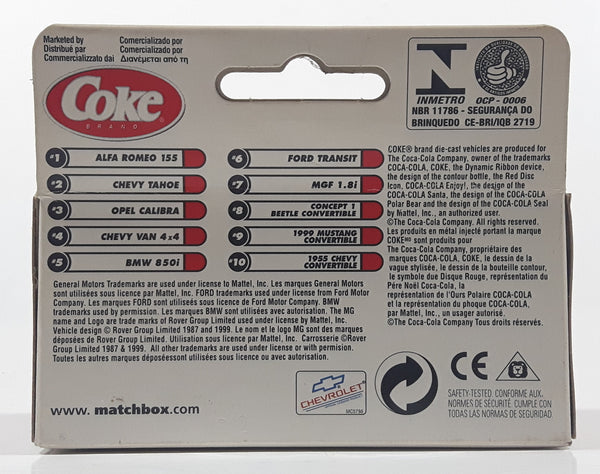 Marketed by
Distribué par
Commercializzato dai
Comercializado por
Comercializado por
Διανέμεται από τη
Coke
BRAND
INMETRO OCP - 0006
NBR 11786 - SEGURANÇA DO
BRINQUEDO CE-BRI/IQB 2719
#1 ALFA ROMEO 155
#2 CHEVY TAHOE
#3 OPEL CALIBRA
#4 CHEVY VAN 4x4
#5 BMW 850i
#6 FORD TRANSIT
#7 MGF 1.8i
#8 CONCEPT 1
BEETLE CONVERTIBLE
#9 1999 MUSTANG
CONVERTIBLE
#10 1955 CHEVY
CONVERTIBLE
COKE® brand die-cast vehicles are produced for
The Coca-Cola Company, owner of the trademarks
COCA-COLA, COKE, the Dynamic Ribbon device,
the design of the contour bottle, the Red Disc
Icon, COCA-COLA Enjoy!, the design of the
COCA-COLA Santa, the design of the COCA-COLA
Polar Bear and the design of the COCA-COLA Seal
by Mattel, Inc., an authorized user.
©The Coca-Cola Company. All rights reserved.
Les produits en métal injecté portant la marque
COKE sont produits pour
The Coca-Cola Company, propriétaire des
marques COCA-COLA, COKE, le dessin de la
vague stylisée, le dessin de la bouteille contour,
le symbole du Disque Rouge, représentation du
Père Noël Coca-Cola, la
représentation de l'Ours Polaire COCA-COLA
et la représentation du phoque COCA-COLA,
par Mattel, Inc., un usager autorisé.
©The Coca-Cola Company Tous droits réservés.
General Motors Trademarks are used under license to Mattel, Inc. Les marques General Motors
sont utilisées sous licence par Mattel, Inc. FORD trademarks used under license from Ford Motor
Company. Les marques FORD sont utilisées sous licence de Ford Motor Company. BMW
trademarks used by permission. Les marques BMW sont utilisées avec autorisation. The MG
name and Logo are trade marks of Rover Group Limited used under license by Mattel, Inc.
Vehicle design © Rover Group Limited 1987 and 1999. Le nom et le logo MG sont des marques
déposées de Rover Group Limited. Utilisation sous licence par Mattel, Inc. Carrosserie ©Rover
Group Limited 1987 & 1999. All other trademarks are used under license or with permission.
Toutes les autres marques déposéessont utilisées sous licence ou avec autorisation.
www.matchbox.com
CHEVROLET
MC5796
CE
SAFETY-TESTED. CONFORME AUX
NORMES DE SÉCURITÉ. CUMPLE CON
TODAS LAS NORMAS DE SEGURIDAD.